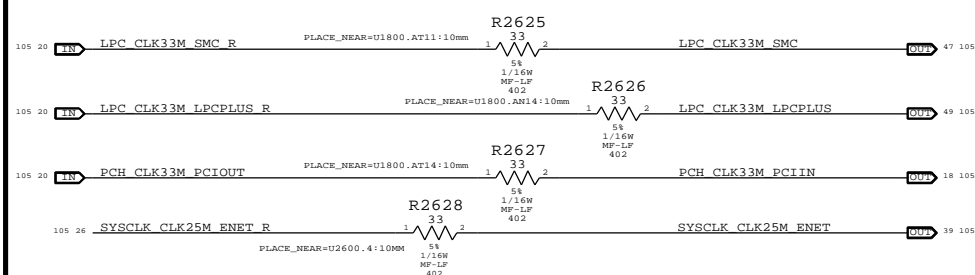 R2625
105 20 IN LPC_CLK33M_SMC_R PLACE_NEAR=U1800.AT11:10mm 1 33 2 LPC_CLK33M_SMC OUT 47 105
5%
1/16W
MF-LF
402
R2626
105 20 IN LPC_CLK33M_LPCPLUS_R PLACE_NEAR=U1800.AN14:10mm 1 33 2 LPC_CLK33M_LPCPLUS OUT 49 105
5%
1/16W
MF-LF
402
R2627
105 20 IN PCH_CLK33M_PCIOUT PLACE_NEAR=U1800.AT14:10mm 1 33 2 PCH_CLK33M_PCIIN OUT 18 105
5%
1/16W
MF-LF
402
R2628
105 26 SYSCLK_CLK25M_ENET_R 1 33 2 SYSCLK_CLK25M_ENET OUT 39 105
PLACE_NEAR=U2600.4:10MM 5%
1/16W
MF-LF
402